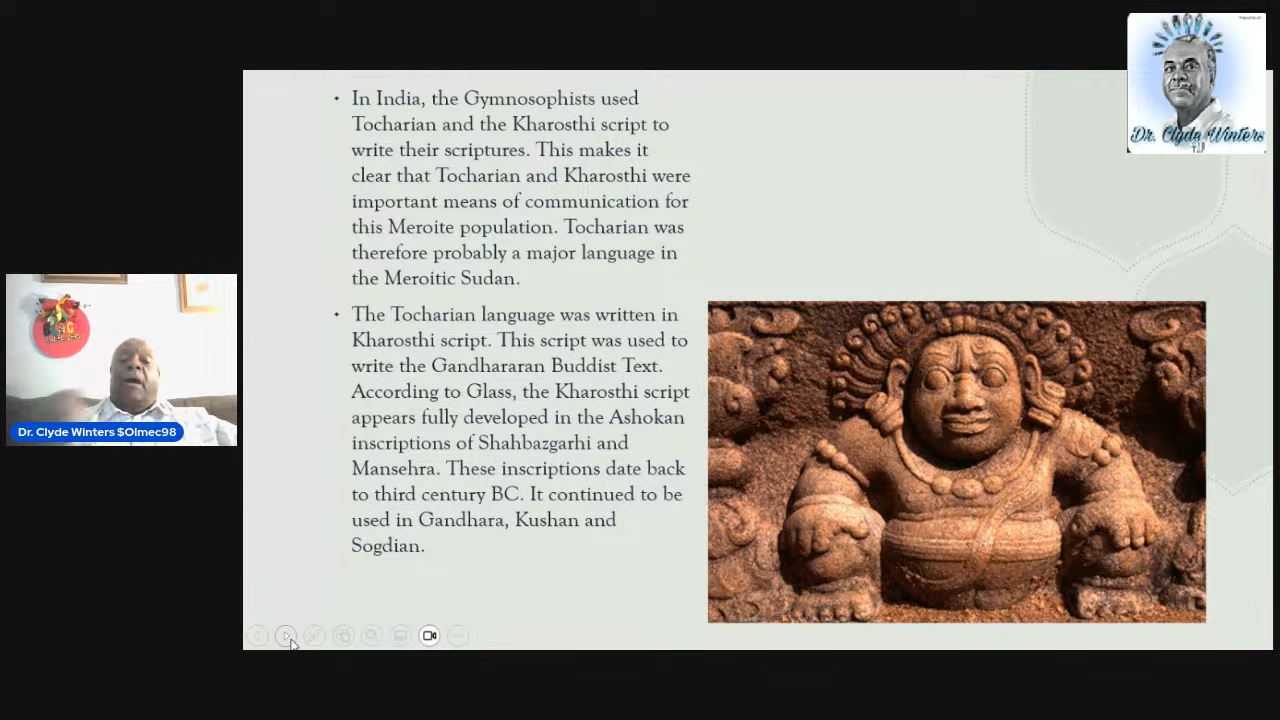 • In India, the Gymnosophists used
Tocharian and the Kharosthi script to
write their scriptures. This makes it
clear that Tocharian and Kharosthi were
important means of communication for
this Meroite population. Tocharian was
therefore probably a major language in
the Meroitic Sudan.
• The Tocharian language was written in
Kharosthi script. This script was used to
write the Gandhararan Buddist Text.
According to Glass, the Kharosthi script
appears fully developed in the Ashokan
inscriptions of Shahbazgarhi and
Mansehra. These inscriptions date back
to third century BC. It continued to be
used in Gandhara, Kushan and
Sogdian.
Dr. Clyde Winters $Olmec98
Dr. Clyde Winters